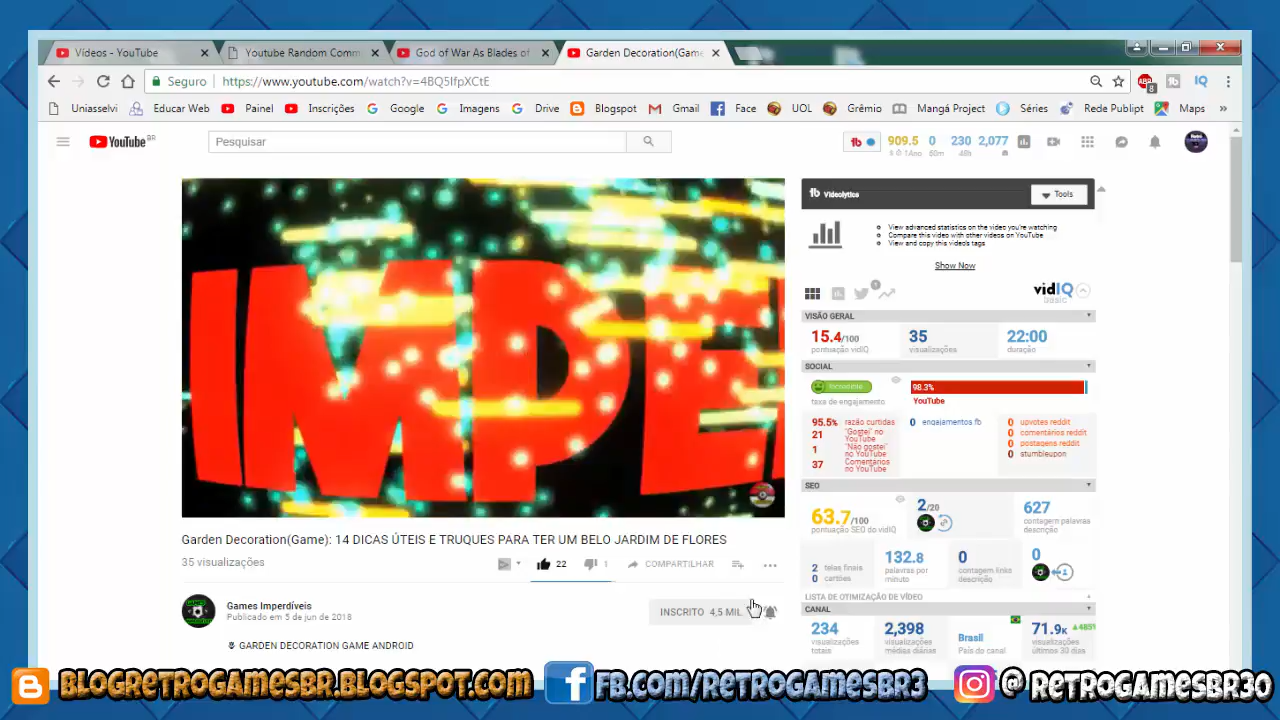 Vídeos - YouTube
Youtube Random Comm
God of War As Blades of
Garden Decoration(Game
Seguro
https://www.youtube.com/watch?v=4BQ5IfpXCtE
ABP
8
fb
IQ
Uniasselvi
Educar Web
Painel
Inscrições
Google
Imagens
Drive
Blogspot
Gmail
Face
UOL
Grêmio
Mangá Project
Séries
Rede Publipt
Maps
»
YouTube BR
Pesquisar
fb
909.5
0
230
2,077
1Ano
60m
48h
IMPE
fb Videolytics
Tools
View advanced statistics on the video you're watching
Compare this video with other videos on YouTube
View and copy this video's tags
Show Now
vidIQ
basic
VISÃO GERAL
15.4/100
pontuação vidIQ
35
visualizações
22:00
duração
SOCIAL
Incredible
taxa de engajamento
98.3%
YouTube
95.5% razão curtidas
21 "Gostei" no YouTube
1 "Não gostei" no YouTube
37 Comentários no YouTube
0 engajamentos fb
0 upvotes reddit
0 comentários reddit
0 postagens reddit
0 stumbleupon
SEO
63.7/100
pontuação SEO do vidIQ
2/20
627
contagem palavras descrição
2 telas finais
0 cartões
132.8
palavras por minuto
0
contagem links descrição
0
LISTA DE OTIMIZAÇÃO DE VÍDEO
CANAL
234
visualizações totais
2,398
visualizações médias diárias
Brasil
País do canal
71.9K
visualizações últimos 30 dias
Garden Decoration(Game): 14 DICAS ÚTEIS E TRUQUES PARA TER UM BELO JARDIM DE FLORES
35 visualizações
22
1
COMPARTILHAR
Games Imperdíveis
Publicado em 5 de jun de 2018
INSCRITO 4,5 MIL
GARDEN DECORATION GAME ANDROID
BLOGRETROGAMESBR.BLOGSPOT.COM
FB.COM/RETROGAMESBR3
@RETROGAMESBR30